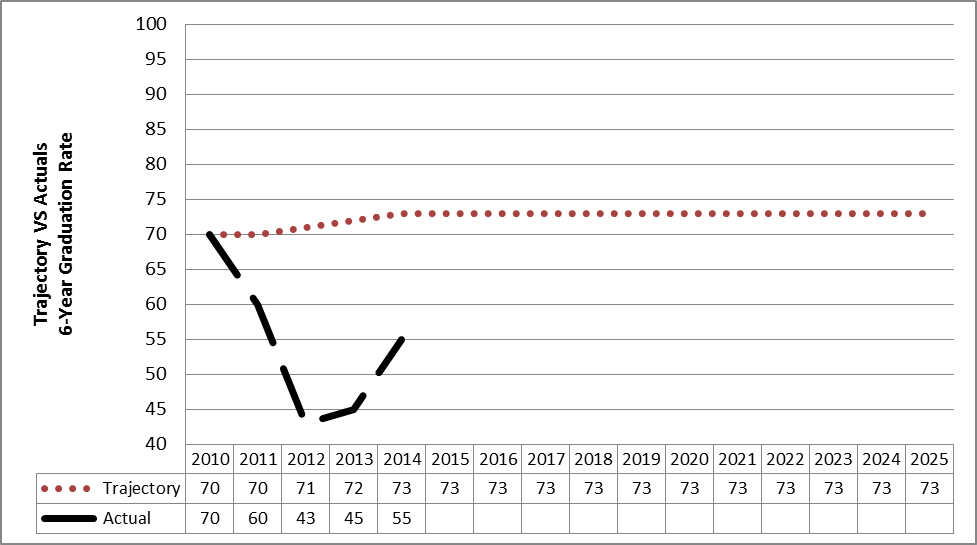 100
95
90
85
80
75
70
65
60
55
50
45
40
Trajectory VS Actuals
6-Year Graduation Rate
2010 2011 2012 2013 2014 2015 2016 2017 2018 2019 2020 2021 2022 2023 2024 2025
Trajectory 70 70 71 72 73 73 73 73 73 73 73 73 73 73 73 73
Actual 70 60 43 45 55